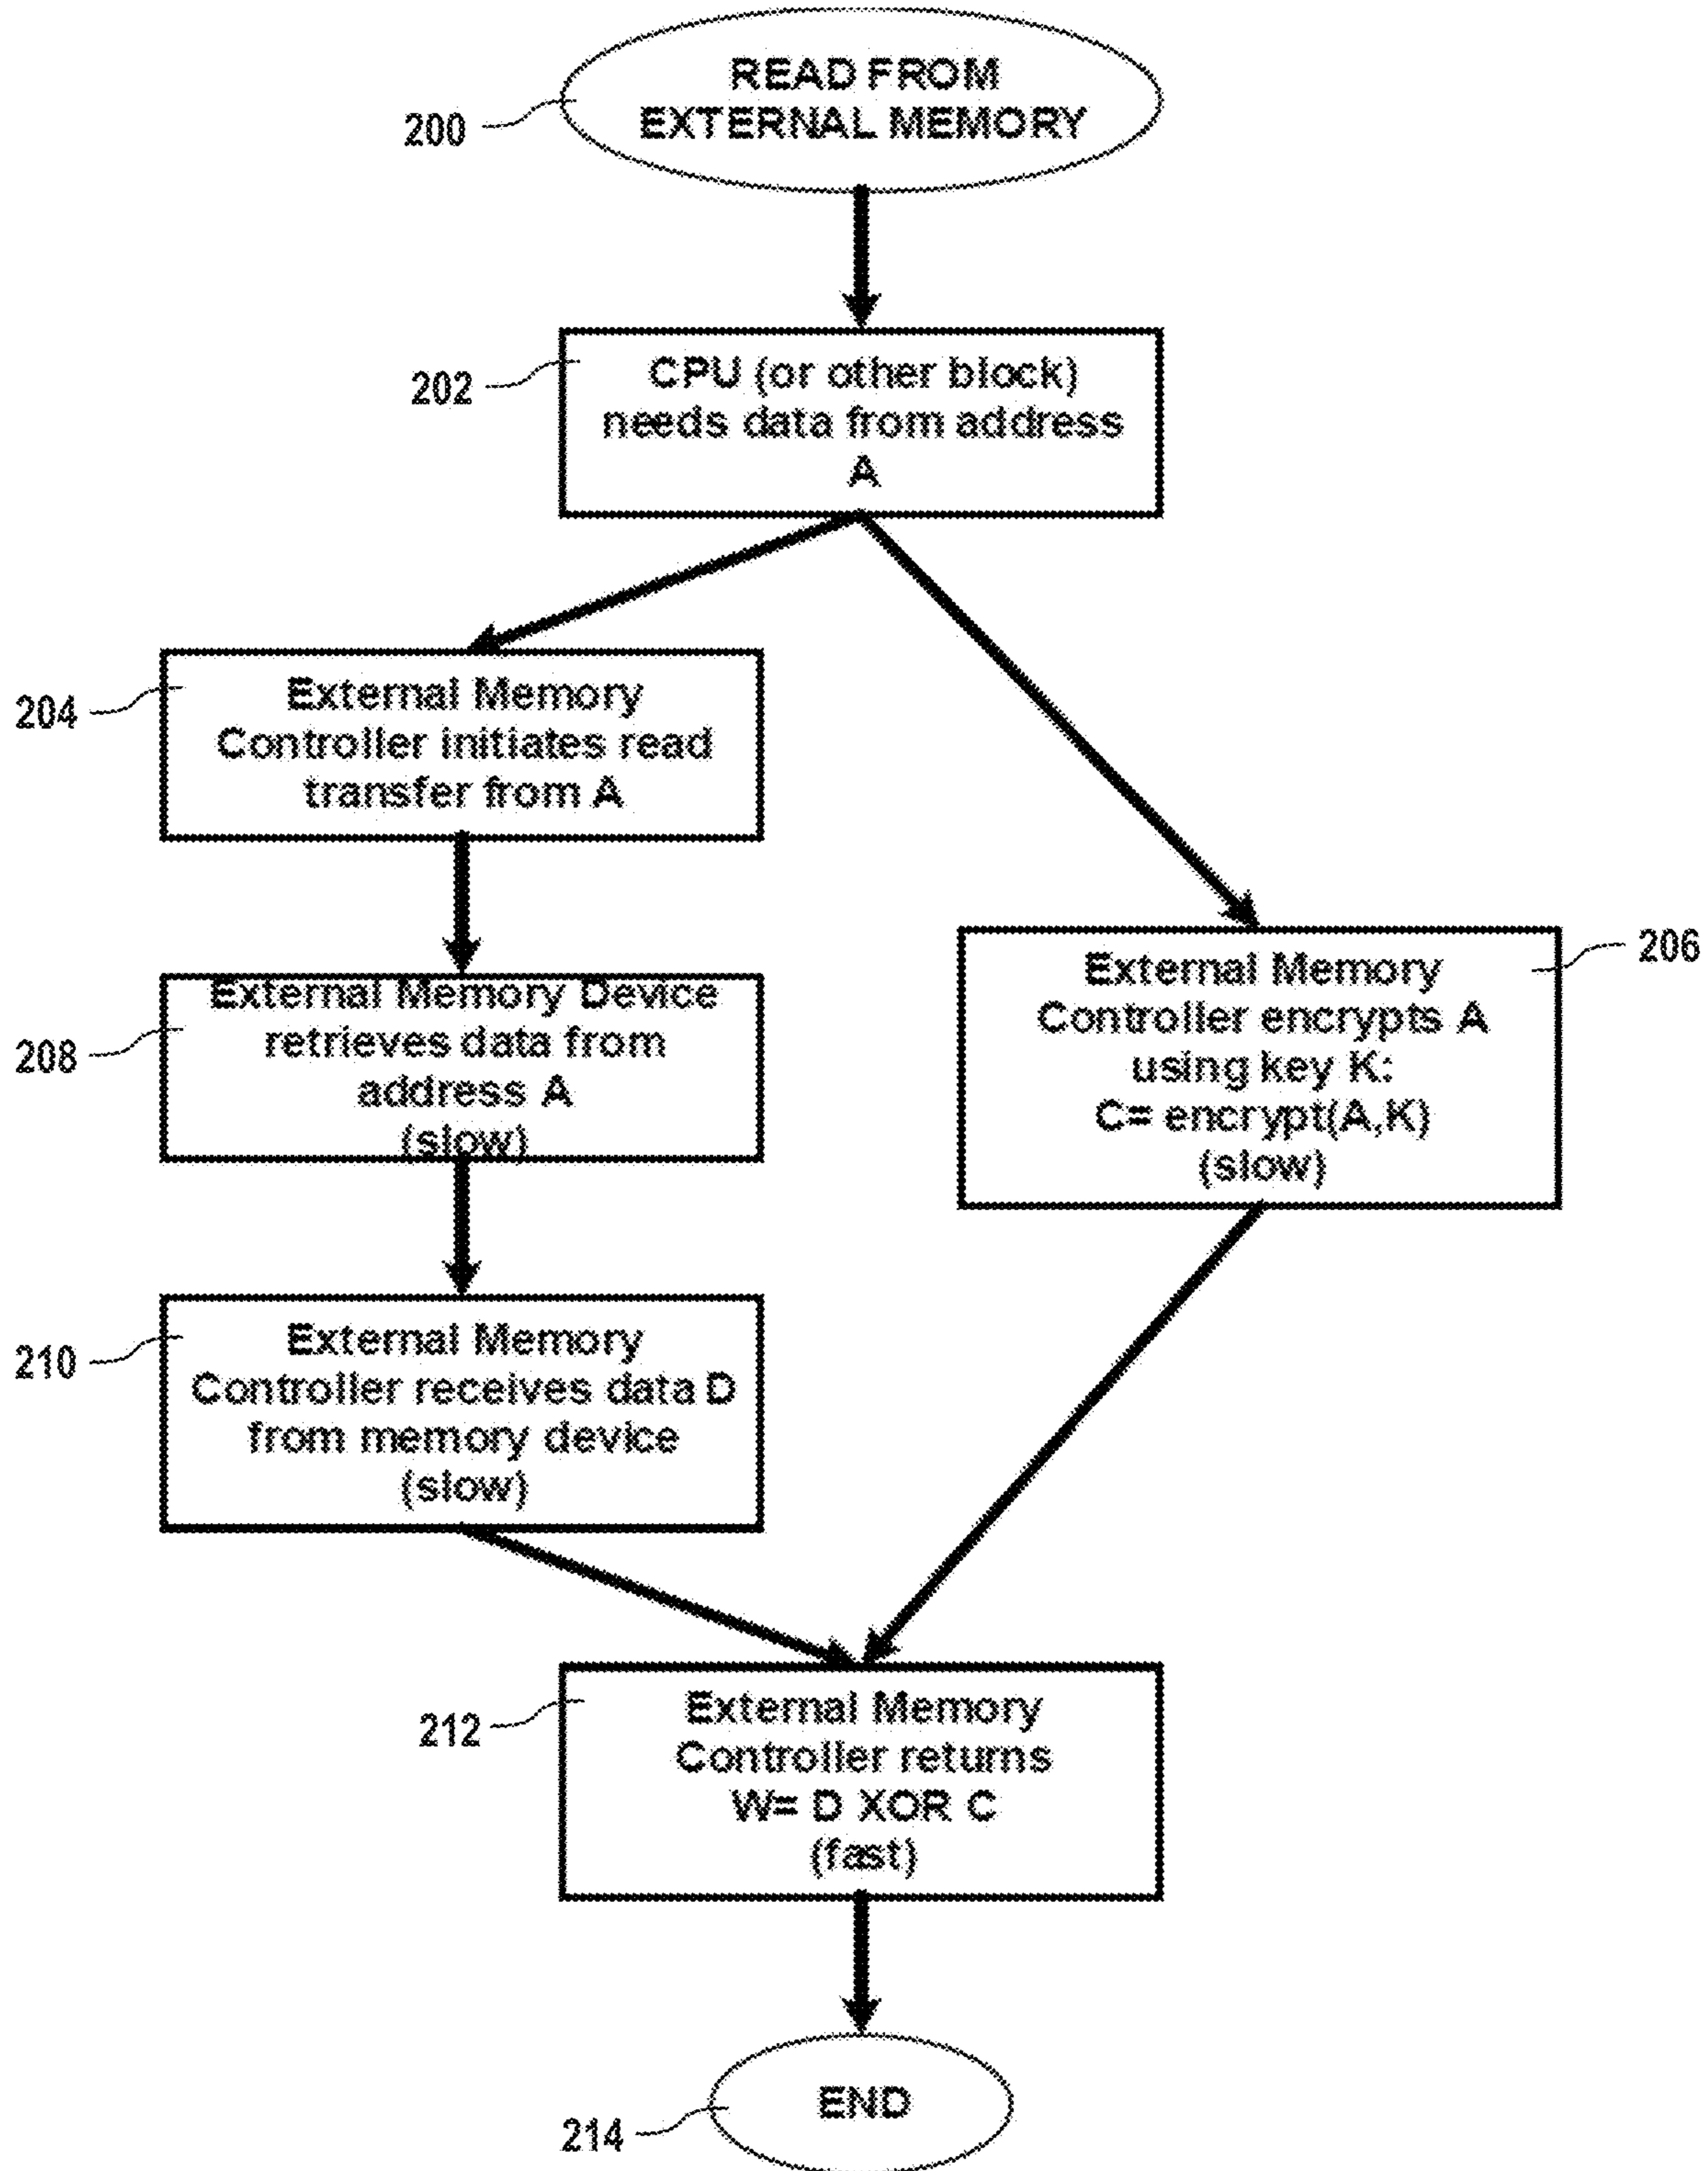 READ FROM
EXTERNAL MEMORY
200
CPU (or other block)
needs data from address
A
202
External Memory
Controller initiates read
transfer from A
204
External Memory
Controller encrypts A
using key K:
C= encrypt(A,K)
(slow)
206
External Memory Device
retrieves data from
address A
(slow)
208
External Memory
Controller receives data D
from memory device
(slow)
210
External Memory
Controller returns
W= D XOR C
(fast)
212
END
214